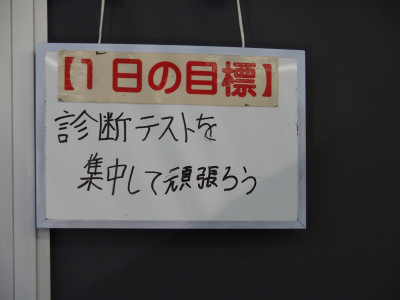 【1日の目標】
診断テストを
集中して頑張ろう